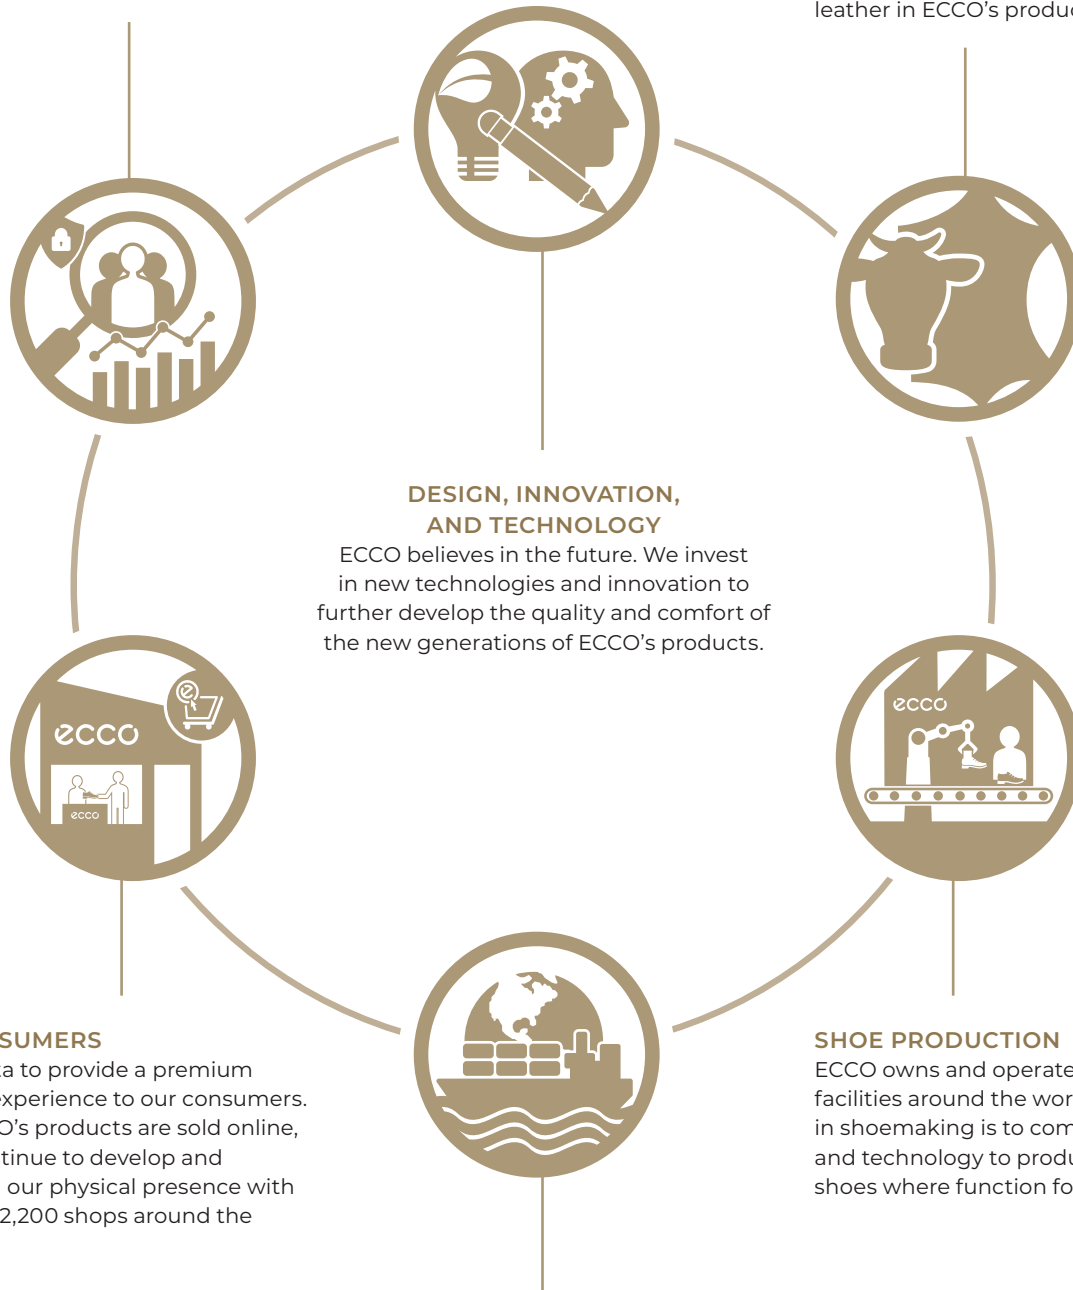 leather in ECCO's produc
DESIGN, INNOVATION,
AND TECHNOLOGY
ECCO believes in the future. We invest
in new technologies and innovation to
further develop the quality and comfort of
the new generations of ECCO's products.
ecco
ecco
ecco
SUMERS
ta to provide a premium
experience to our consumers.
O's products are sold online,
tinue to develop and
our physical presence with
2,200 shops around the
SHOE PRODUCTION
ECCO owns and operate
facilities around the wor
in shoemaking is to com
and technology to produ
shoes where function fo